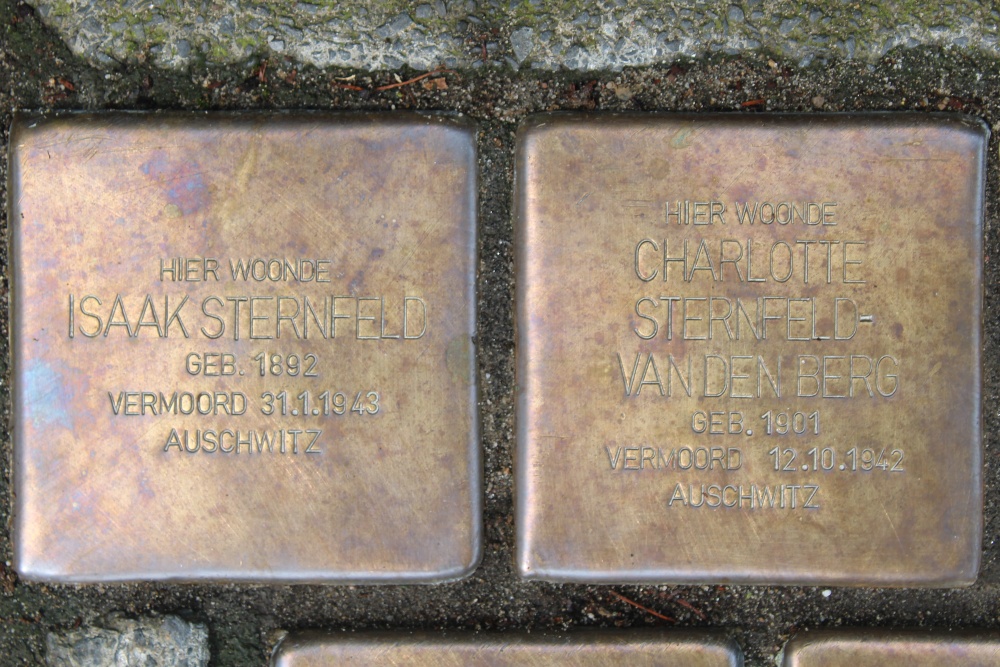 HIER WOONDE
ISAAK STERNFELD
GEB. 1892
VERMOORD 31.1.1943
AUSCHWITZ
HIER WOONDE
CHARLOTTE
STERNFELD-
VAN DEN BERG
GEB. 1901
VERMOORD 12.10.1942
AUSCHWITZ